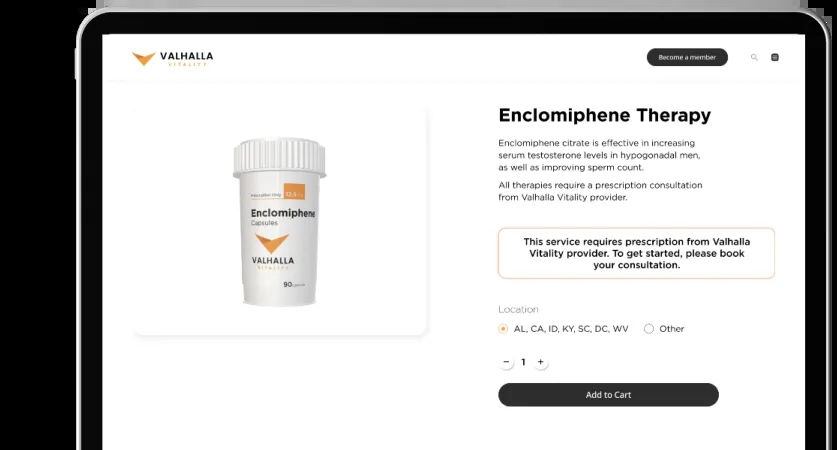 VALHALLA
VITALITY
Become a member
Enclomiphene Therapy
Enclomiphene citrate is effective in increasing
serum testosterone levels in hypogonadal men,
as well as improving sperm count.
All therapies require a prescription consultation
from Valhalla Vitality provider.
This service requires prescription from Valhalla
Vitality provider. To get started, please book
your consultation.
Location
AL, CA, ID, KY, SC, DC, WV
Other
− 1 +
Add to Cart
Prescription Only
12.5
Enclomiphene
Capsules
VALHALLA
VITALITY
90